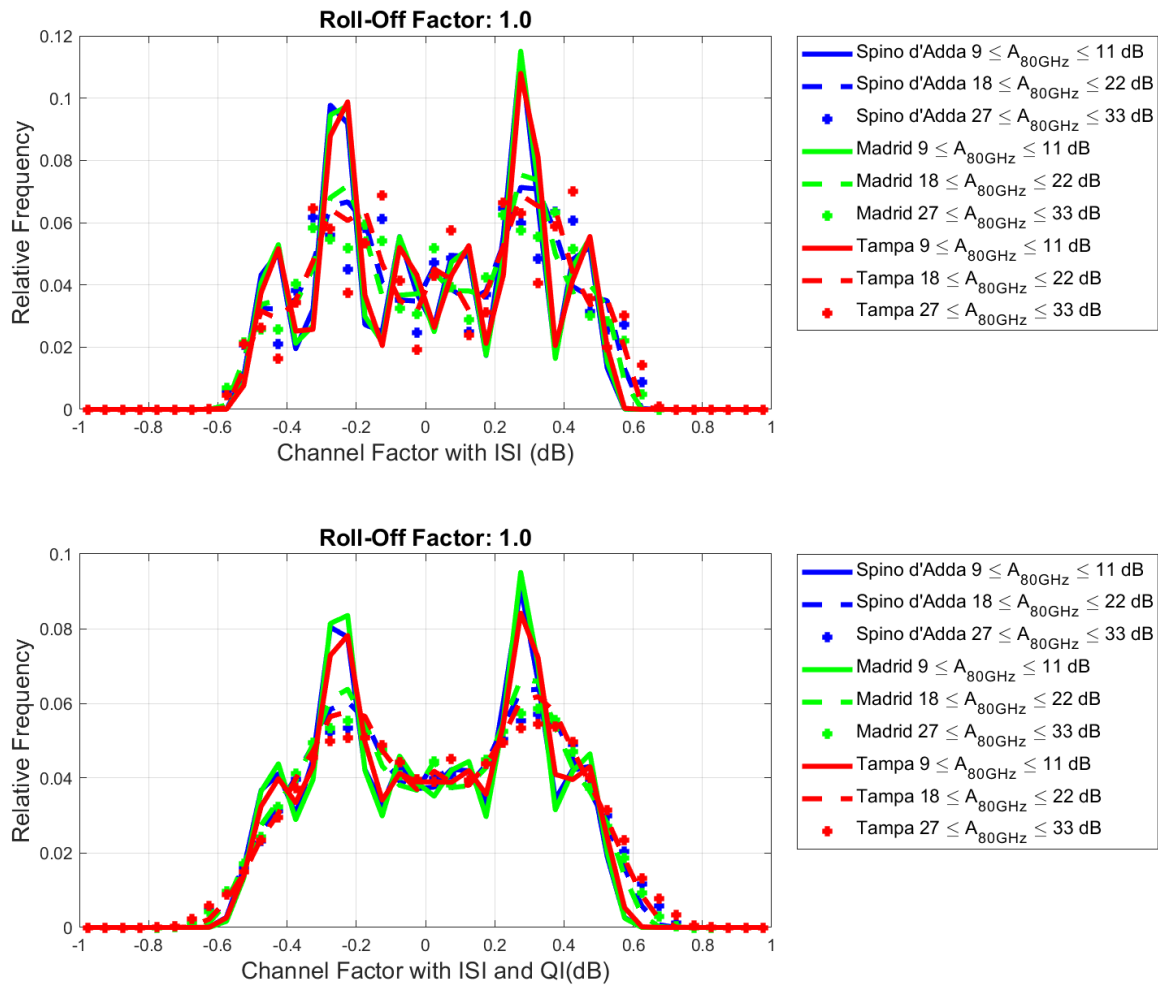 Roll-Off Factor: 1.0
0.12
0.1
0.08
0.06
0.04
0.02
0
Relative Frequency
-1 -0.8 -0.6 -0.4 -0.2 0 0.2 0.4 0.6 0.8 1
Channel Factor with ISI (dB)
Spino d'Adda 9 ≤ A80GHz ≤ 11 dB
Spino d'Adda 18 ≤ A80GHz ≤ 22 dB
Spino d'Adda 27 ≤ A80GHz ≤ 33 dB
Madrid 9 ≤ A80GHz ≤ 11 dB
Madrid 18 ≤ A80GHz ≤ 22 dB
Madrid 27 ≤ A80GHz ≤ 33 dB
Tampa 9 ≤ A80GHz ≤ 11 dB
Tampa 18 ≤ A80GHz ≤ 22 dB
Tampa 27 ≤ A80GHz ≤ 33 dB
Roll-Off Factor: 1.0
0.1
0.08
0.06
0.04
0.02
0
Relative Frequency
-1 -0.8 -0.6 -0.4 -0.2 0 0.2 0.4 0.6 0.8 1
Channel Factor with ISI and QI(dB)
Spino d'Adda 9 ≤ A80GHz ≤ 11 dB
Spino d'Adda 18 ≤ A80GHz ≤ 22 dB
Spino d'Adda 27 ≤ A80GHz ≤ 33 dB
Madrid 9 ≤ A80GHz ≤ 11 dB
Madrid 18 ≤ A80GHz ≤ 22 dB
Madrid 27 ≤ A80GHz ≤ 33 dB
Tampa 9 ≤ A80GHz ≤ 11 dB
Tampa 18 ≤ A80GHz ≤ 22 dB
Tampa 27 ≤ A80GHz ≤ 33 dB